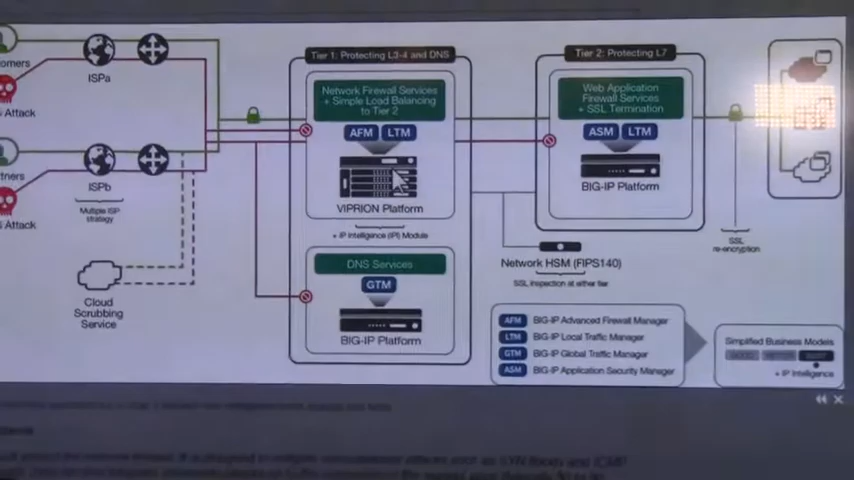 omers
ISPa
Attack
tners
ISPb
Attack
Multiple ISP
strategy
Cloud
Scrubbing
Service
Tier 1: Protecting L3-4 and DNS
Network Firewall Services
+ Simple Load Balancing
to Tier 2
AFM
LTM
VIPRION Platform
+ IP Intelligence (IPI) Module
DNS Services
GTM
BIG-IP Platform
Tier 2: Protecting L7
Web Application
Firewall Services
+ SSL Termination
ASM
LTM
BIG-IP Platform
Network HSM (FIPS140)
SSL inspection at either tier
SSL
re-encryption
AFM BIG-IP Advanced Firewall Manager
LTM BIG-IP Local Traffic Manager
GTM BIG-IP Global Traffic Manager
ASM BIG-IP Application Security Manager
Simplified Business Models
GOOD BETTER BEST
+ IP Intelligence